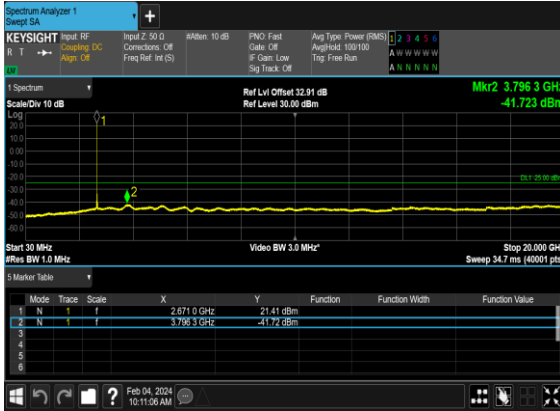 Spectrum Analyzer 1
Swept SA
+
KEYSIGHT Input: RF Input Z: 50 Ω #Atten: 10 dB PNO: Fast Avg Type: Power (RMS) 1 2 3 4 5 6
R T Coupling: DC Corrections: Off Gate: Off Avg|Hold: 100/100 A W W W W W
Align: Off Freq Ref: Int (S) IF Gain: Low Trig: Free Run
Sig Track: Off A N N N N N
1 Spectrum Ref Lvl Offset 32.91 dB Mkr2 3.796 3 GHz
Scale/Div 10 dB Ref Level 30.00 dBm -41.723 dBm
Log
1
20.0
10.0
0.00
-10.0
-20.0 DL1 -25.00 dBm
-30.0
2
-40.0
-50.0
-60.0
Start 30 MHz Video BW 3.0 MHz* Stop 20.000 GH
#Res BW 1.0 MHz Sweep 34.7 ms (40001 pts
5 Marker Table
Mode Trace Scale X Y Function Function Width Function Value
1 N 1 f 2.671 0 GHz 21.41 dBm
2 N 1 f 3.796 3 GHz -41.72 dBm
3
4
5
6
? Feb 04, 2024
10:11:06 AM